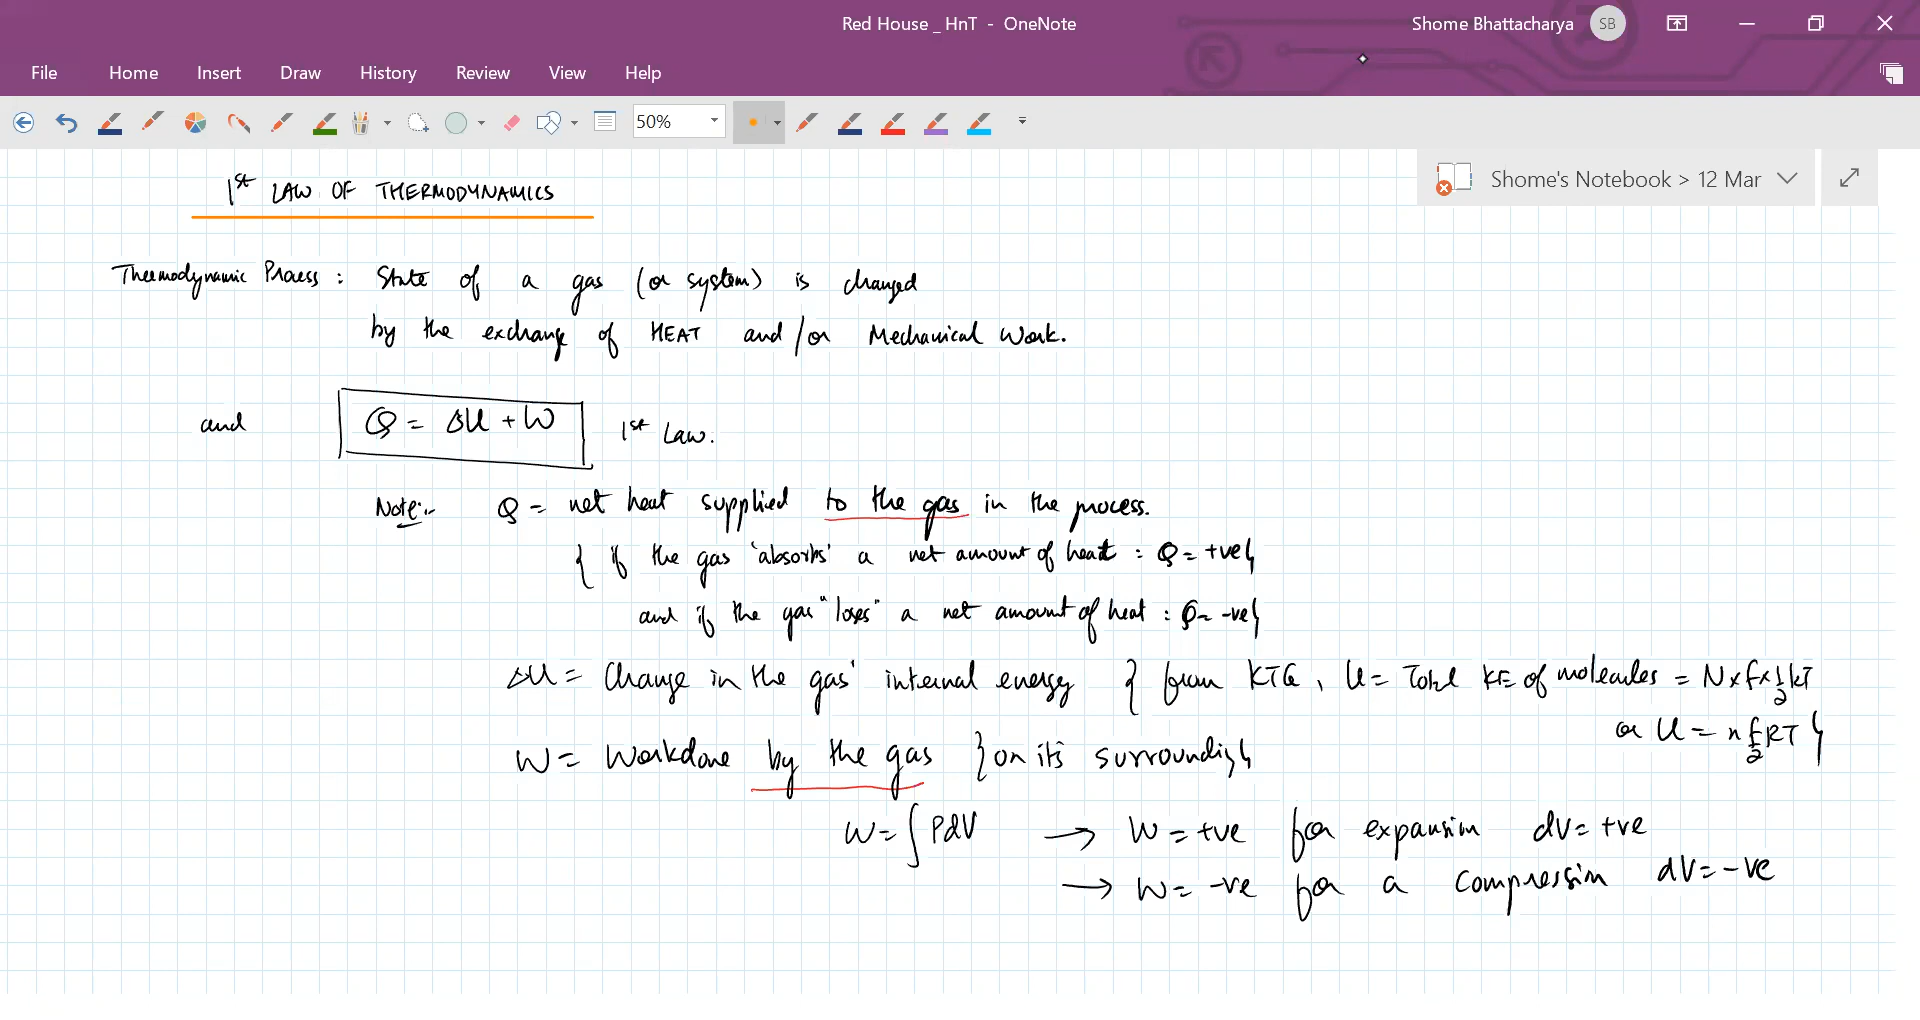 Red House _ HnT - OneNote
Shome Bhattacharya SB
File Home Insert Draw History Review View Help
50%
Shome's Notebook > 12 Mar
1st LAW OF THERMODYNAMICS
Thermodynamic Process : State of a gas (or system) is changed
by the exchange of HEAT and/or Mechanical Work.
and Q = ΔU + W 1st Law.
Note:- Q = net heat supplied to the gas in the process.
{ if the gas 'absorbs' a net amount of heat : Q = +ve}
and if the gas "loses" a net amount of heat : Q = -ve}
ΔU = Change in the gas' internal energy { from KTG, U = Total KE of molecules = N x f x 1/2 kT
or U = n f/2 RT }
W = Workdone by the gas } on its surrounding}
W = ∫ PdV → W = +ve for expansion dV = +ve
→ W = -ve for a compression dV = -ve